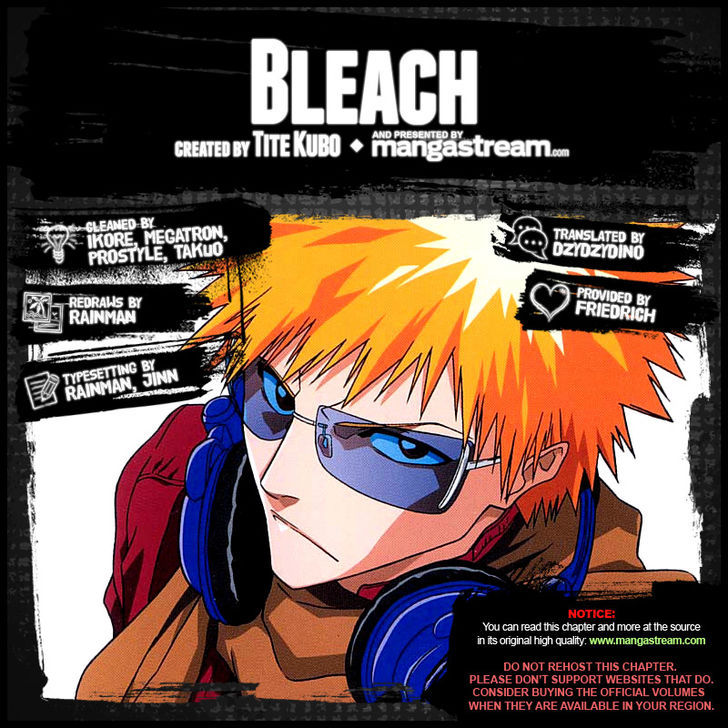 BLEACH
CREATED BY TITE KUBO ◆ AND PRESENTED BY mangastream.com
CLEANED BY
IKORE, MEGATRON,
PROSTYLE, TAKUO
REDRAWS BY
RAINMAN
TYPESETTING BY
RAINMAN, JINN
TRANSLATED BY
DZYDZYDINO
PROVIDED BY
FRIEDRICH
NOTICE:
You can read this chapter and more at the source
in its original high quality: www.mangastream.com
DO NOT REHOST THIS CHAPTER.
PLEASE DON'T SUPPORT WEBSITES THAT DO.
CONSIDER BUYING THE OFFICIAL VOLUMES
WHEN THEY ARE AVAILABLE IN YOUR REGION.